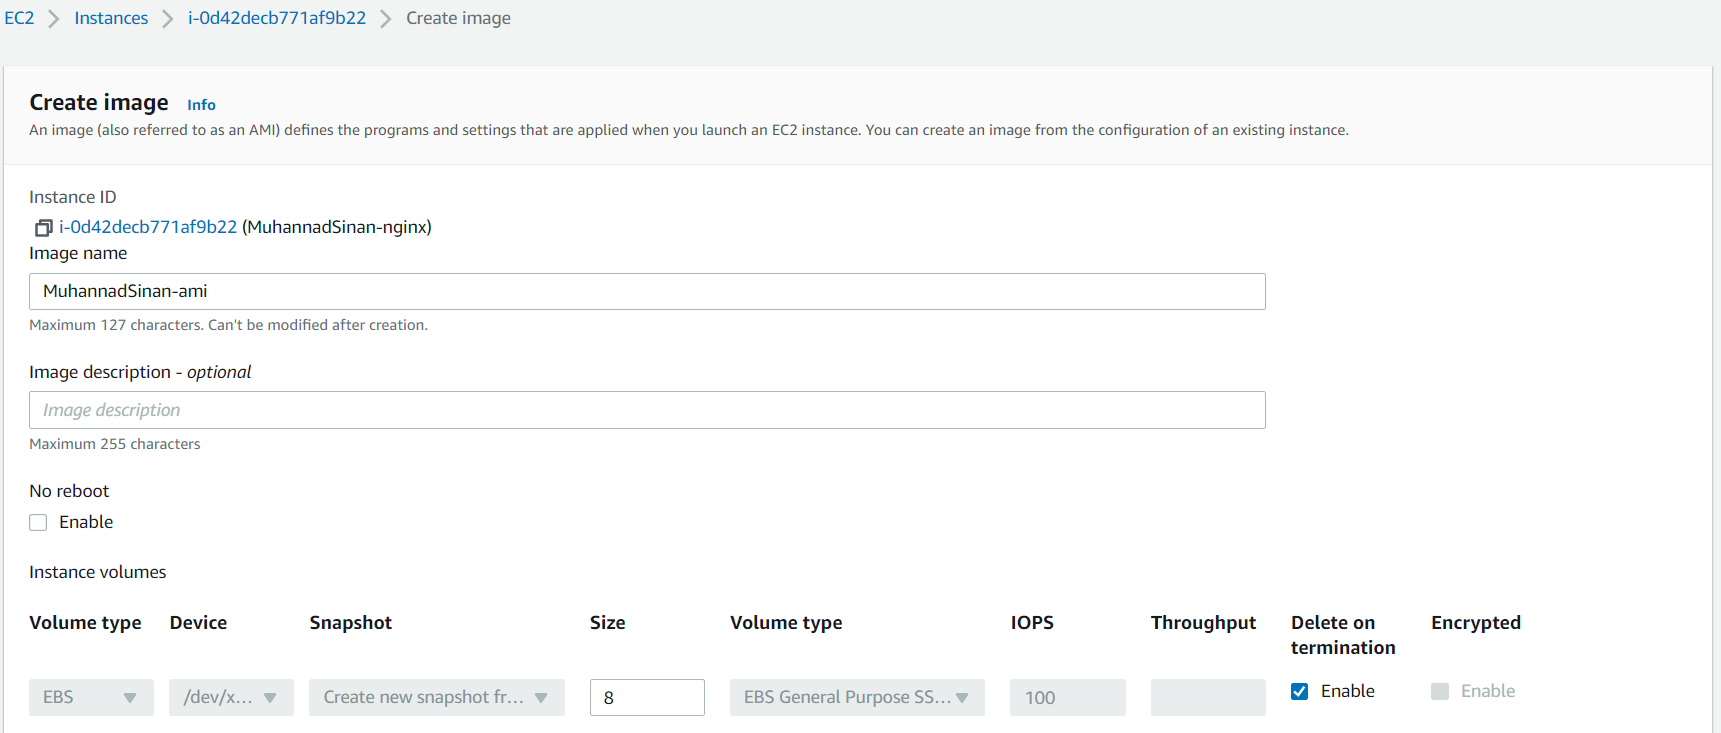 EC2 > Instances > i-0d42decb771af9b22 > Create image
Create image Info
An image (also referred to as an AMI) defines the programs and settings that are applied when you launch an EC2 instance. You can create an image from the configuration of an existing instance.
Instance ID
i-0d42decb771af9b22 (MuhannadSinan-nginx)
Image name
MuhannadSinan-ami
Maximum 127 characters. Can't be modified after creation.
Image description - optional
Image description
Maximum 255 characters
No reboot
Enable
Instance volumes
Volume type Device Snapshot Size Volume type IOPS Throughput Delete on termination Encrypted
EBS /dev/x... Create new snapshot fr... 8 EBS General Purpose SS... 100 Enable Enable